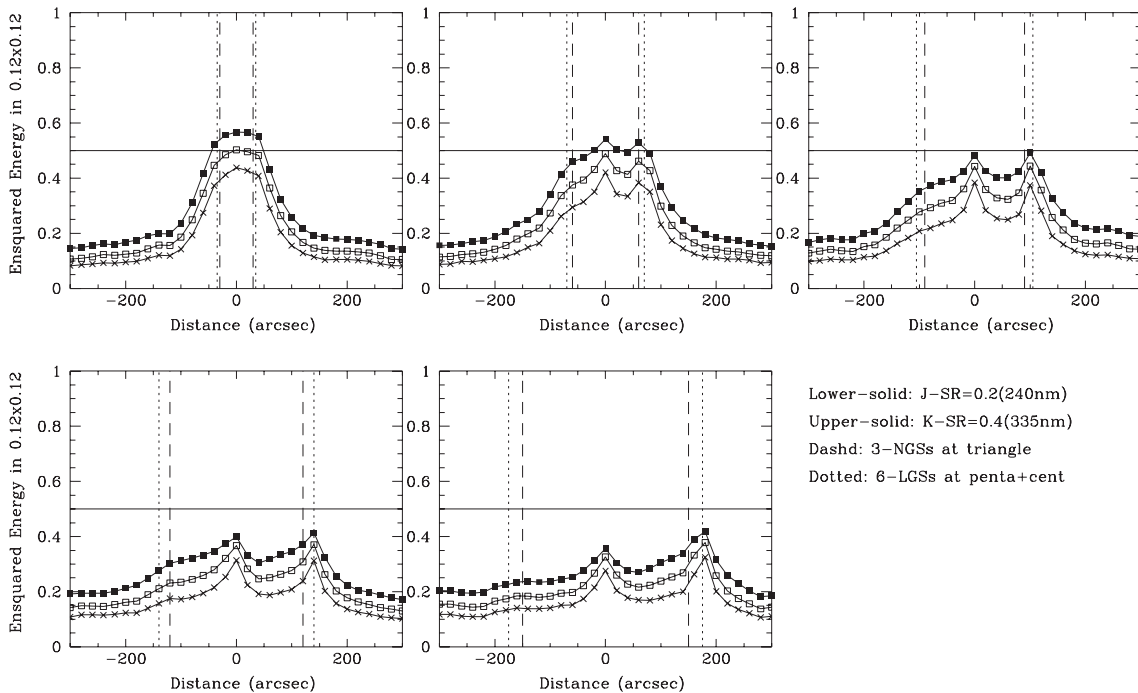 Ensquared Energy in 0.12x0.12
1
0.8
0.6
0.4
0.2
0
−200 0 200
Distance (arcsec)
1
0.8
0.6
0.4
0.2
0
−200 0 200
Distance (arcsec)
1
0.8
0.6
0.4
0.2
0
−200 0 200
Distance (arcsec)
Ensquared Energy in 0.12x0.12
1
0.8
0.6
0.4
0.2
0
−200 0 200
Distance (arcsec)
1
0.8
0.6
0.4
0.2
0
−200 0 200
Distance (arcsec)
Lower-solid: J-SR=0.2(240nm)
Upper-solid: K-SR=0.4(335nm)
Dashd: 3-NGSs at triangle
Dotted: 6-LGSs at penta+cent